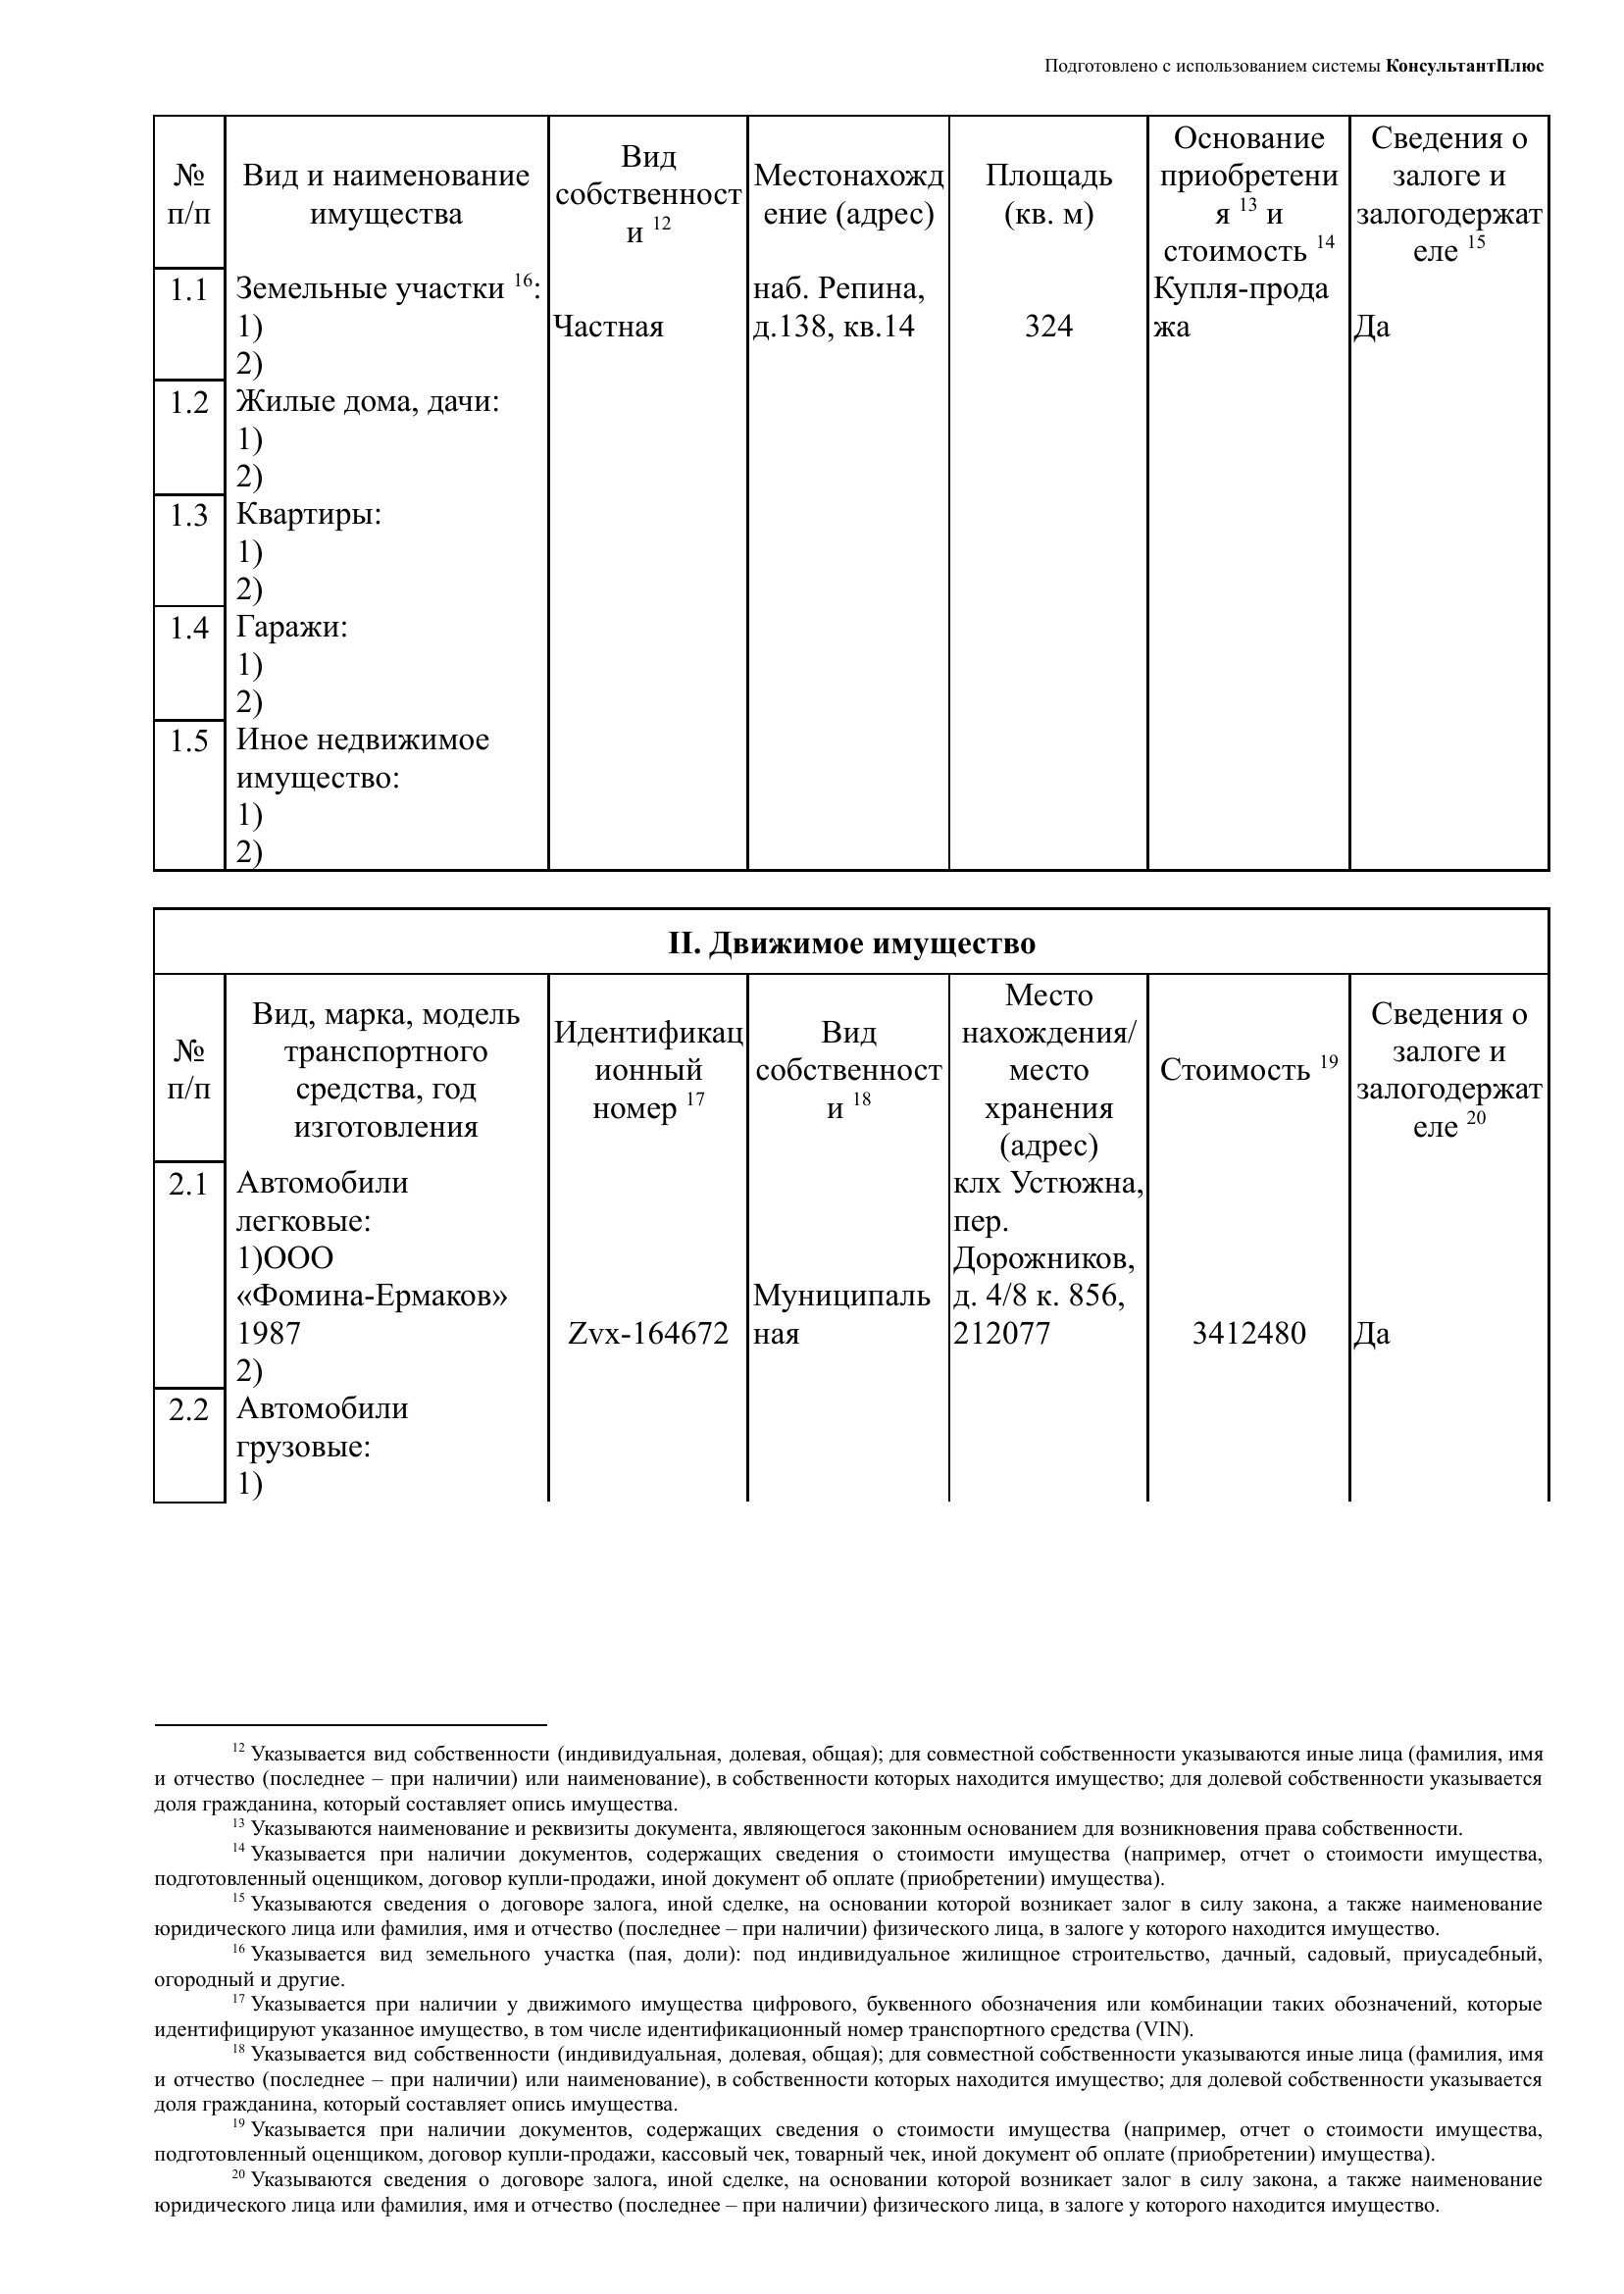 Подготовлено с использованием системы КонсультантПлюс
№ п/п
Вид и наименование имущества
Вид собственност и 12
Местонахожд ение (адрес)
Площадь (кв. м)
Основание приобретени я 13 и стоимость 14
Сведения о залоге и залогодержат еле 15
1.1
Земельные участки 16:
1)
2)
Частная
наб. Репина,
д.138, кв.14
324
Купля-прода
жа
Да
1.2
Жилые дома, дачи:
1)
2)
1.3
Квартиры:
1)
2)
1.4
Гаражи:
1)
2)
1.5
Иное недвижимое
имущество:
1)
2)
II. Движимое имущество
№ п/п
Вид, марка, модель
транспортного
средства, год
изготовления
Идентификац
ионный
номер 17
Вид
собственност
и 18
Место
нахождения/
место
хранения
(адрес)
Стоимость 19
Сведения о
залоге и
залогодержат
еле 20
2.1
Автомобили
легковые:
1)ООО
«Фомина-Ермаков»
1987
2)
Zvx-164672
Муниципаль
ная
клх Устюжна,
пер.
Дорожников,
д. 4/8 к. 856,
212077
3412480
Да
2.2
Автомобили
грузовые:
1)
12 Указывается вид собственности (индивидуальная, долевая, общая); для совместной собственности указываются иные лица (фамилия, имя
и отчество (последнее – при наличии) или наименование), в собственности которых находится имущество; для долевой собственности указывается
доля гражданина, который составляет опись имущества.
13 Указываются наименование и реквизиты документа, являющегося законным основанием для возникновения права собственности.
14 Указывается при наличии документов, содержащих сведения о стоимости имущества (например, отчет о стоимости имущества,
подготовленный оценщиком, договор купли-продажи, иной документ об оплате (приобретении) имущества).
15 Указываются сведения о договоре залога, иной сделке, на основании которой возникает залог в силу закона, а также наименование
юридического лица или фамилия, имя и отчество (последнее – при наличии) физического лица, в залоге у которого находится имущество.
16 Указывается вид земельного участка (пая, доли): под индивидуальное жилищное строительство, дачный, садовый, приусадебный,
огородный и другие.
17 Указывается при наличии у движимого имущества цифрового, буквенного обозначения или комбинации таких обозначений, которые
идентифицируют указанное имущество, в том числе идентификационный номер транспортного средства (VIN).
18 Указывается вид собственности (индивидуальная, долевая, общая); для совместной собственности указываются иные лица (фамилия, имя
и отчество (последнее – при наличии) или наименование), в собственности которых находится имущество; для долевой собственности указывается
доля гражданина, который составляет опись имущества.
19 Указывается при наличии документов, содержащих сведения о стоимости имущества (например, отчет о стоимости имущества,
подготовленный оценщиком, договор купли-продажи, кассовый чек, товарный чек, иной документ об оплате (приобретении) имущества).
20 Указываются сведения о договоре залога, иной сделке, на основании которой возникает залог в силу закона, а также наименование
юридического лица или фамилия, имя и отчество (последнее – при наличии) физического лица, в залоге у которого находится имущество.